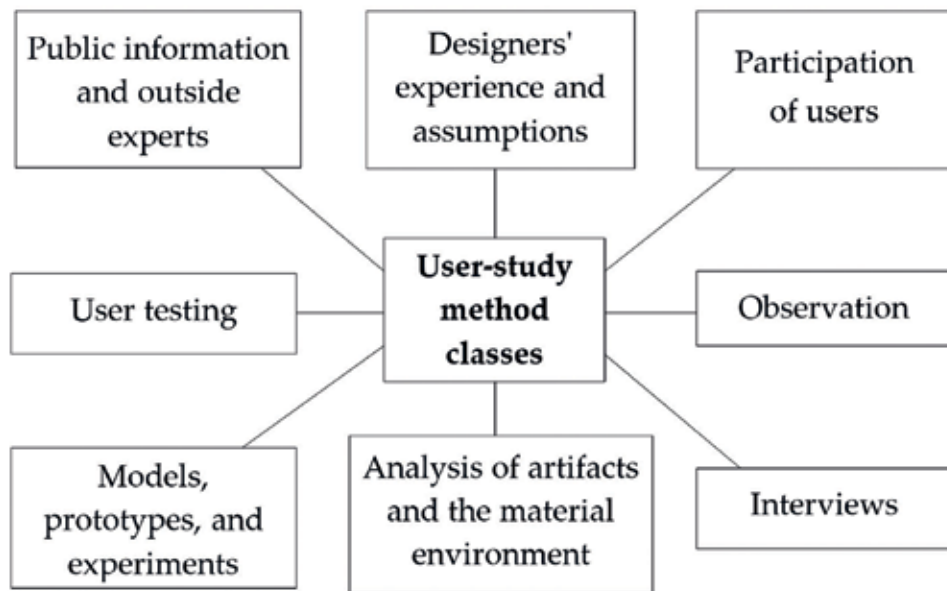 Public information
and outside
experts
Designers'
experience and
assumptions
Participation
of users
User testing
User-study
method
classes
Observation
Models,
prototypes, and
experiments
Analysis of artifacts
and the material
environment
Interviews